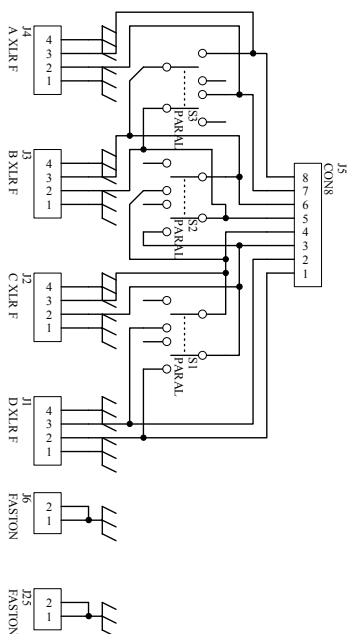 J4
A XLR F
4
3
2
1
S3
PARAL
J3
B XLR F
4
3
2
1
S2
PARAL
J5
CON8
8
7
6
5
4
3
2
1
J2
C XLR F
4
3
2
1
S1
PARAL
J1
D XLR F
4
3
2
1
J6
FASTON
2
1
J25
FASTON
2
1